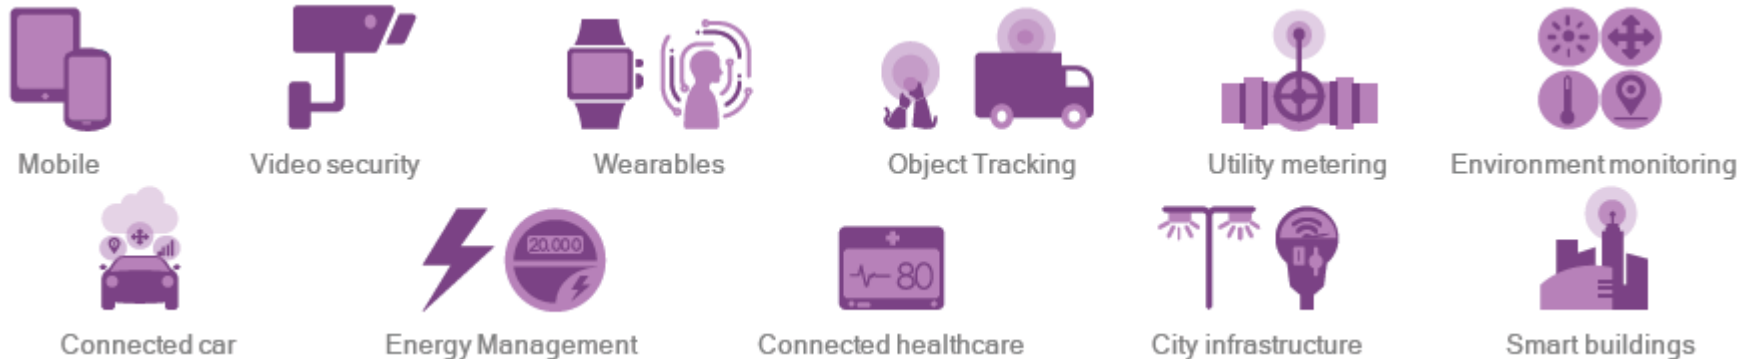 Mobile
Video security
Wearables
Object Tracking
Utility metering
Environment monitoring
20,000
80
Connected car
Energy Management
Connected healthcare
City infrastructure
Smart buildings